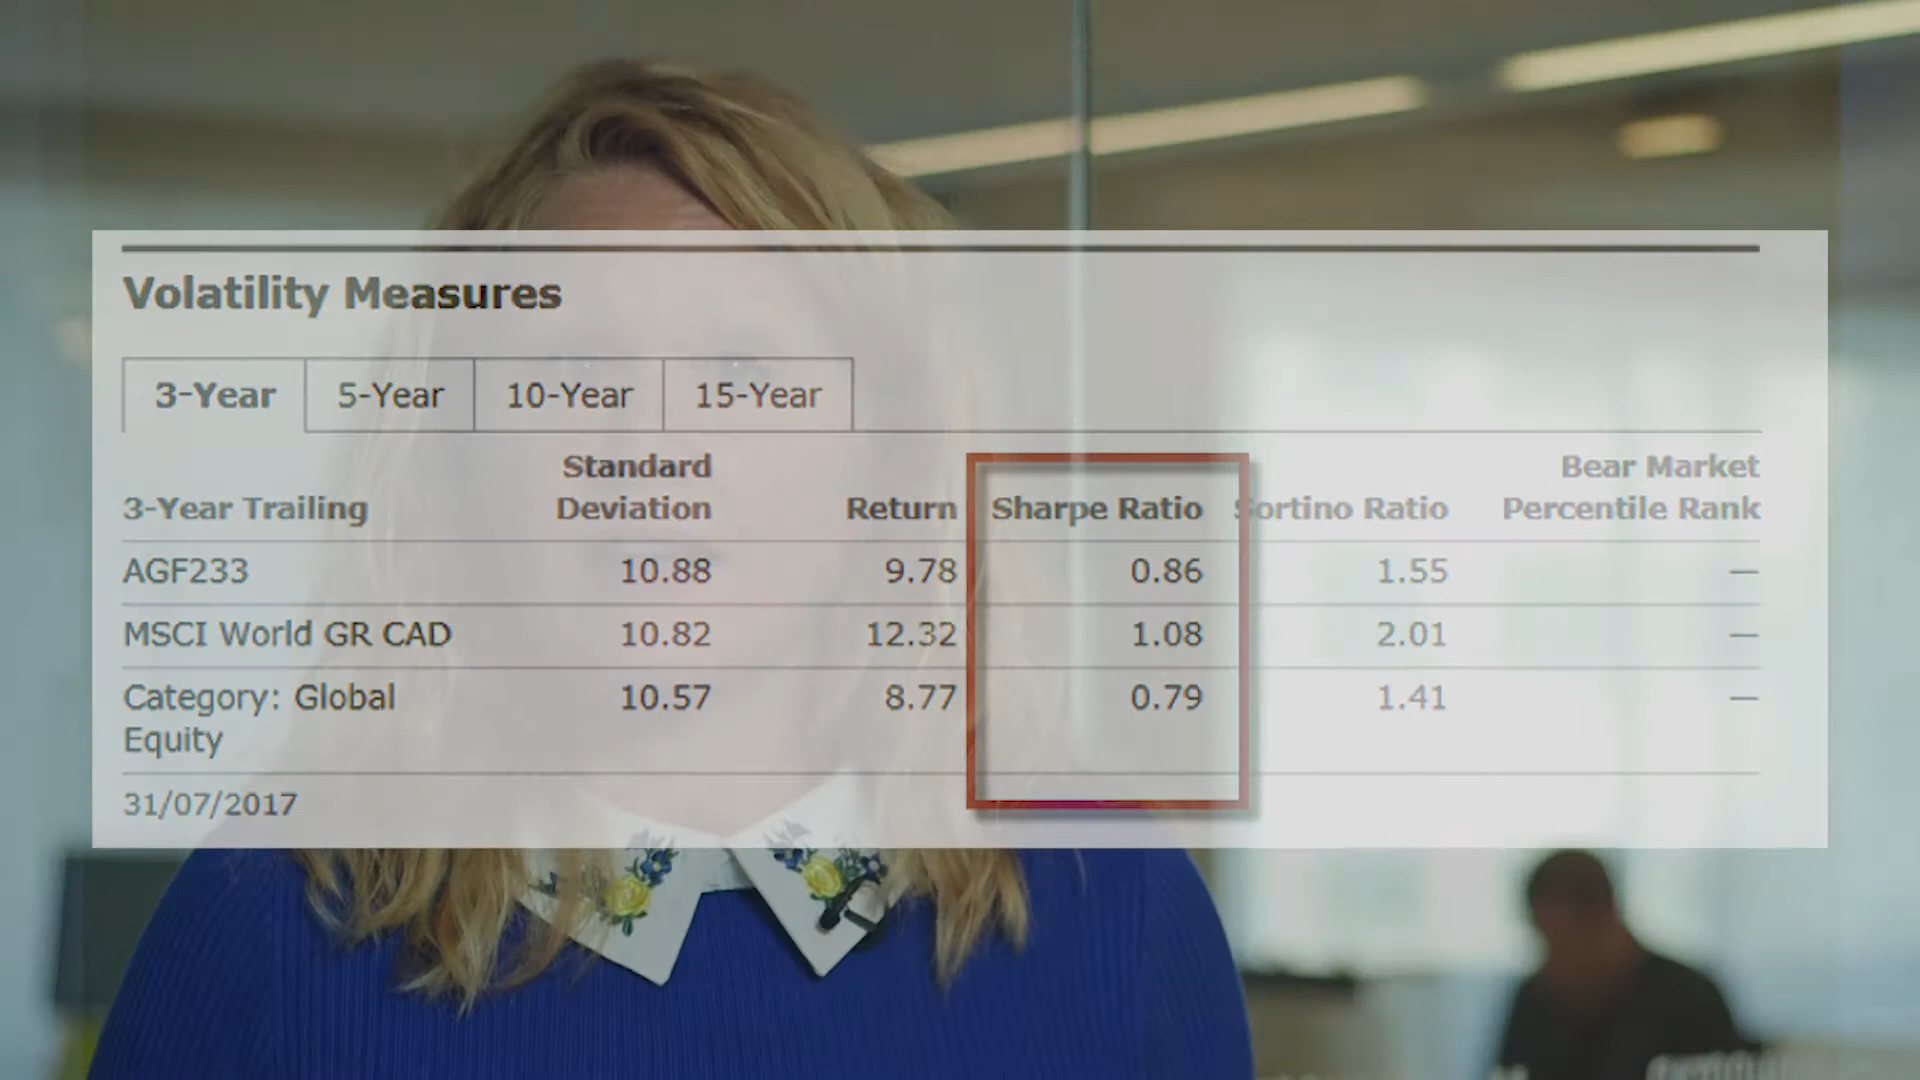 Volatility Measures
3-Year 5-Year 10-Year 15-Year
Standard Bear Market
3-Year Trailing Deviation Return Sharpe Ratio Sortino Ratio Percentile Rank
AGF233 10.88 9.78 0.86 1.55 —
MSCI World GR CAD 10.82 12.32 1.08 2.01 —
Category: Global 10.57 8.77 0.79 1.41 —
Equity
31/07/2017